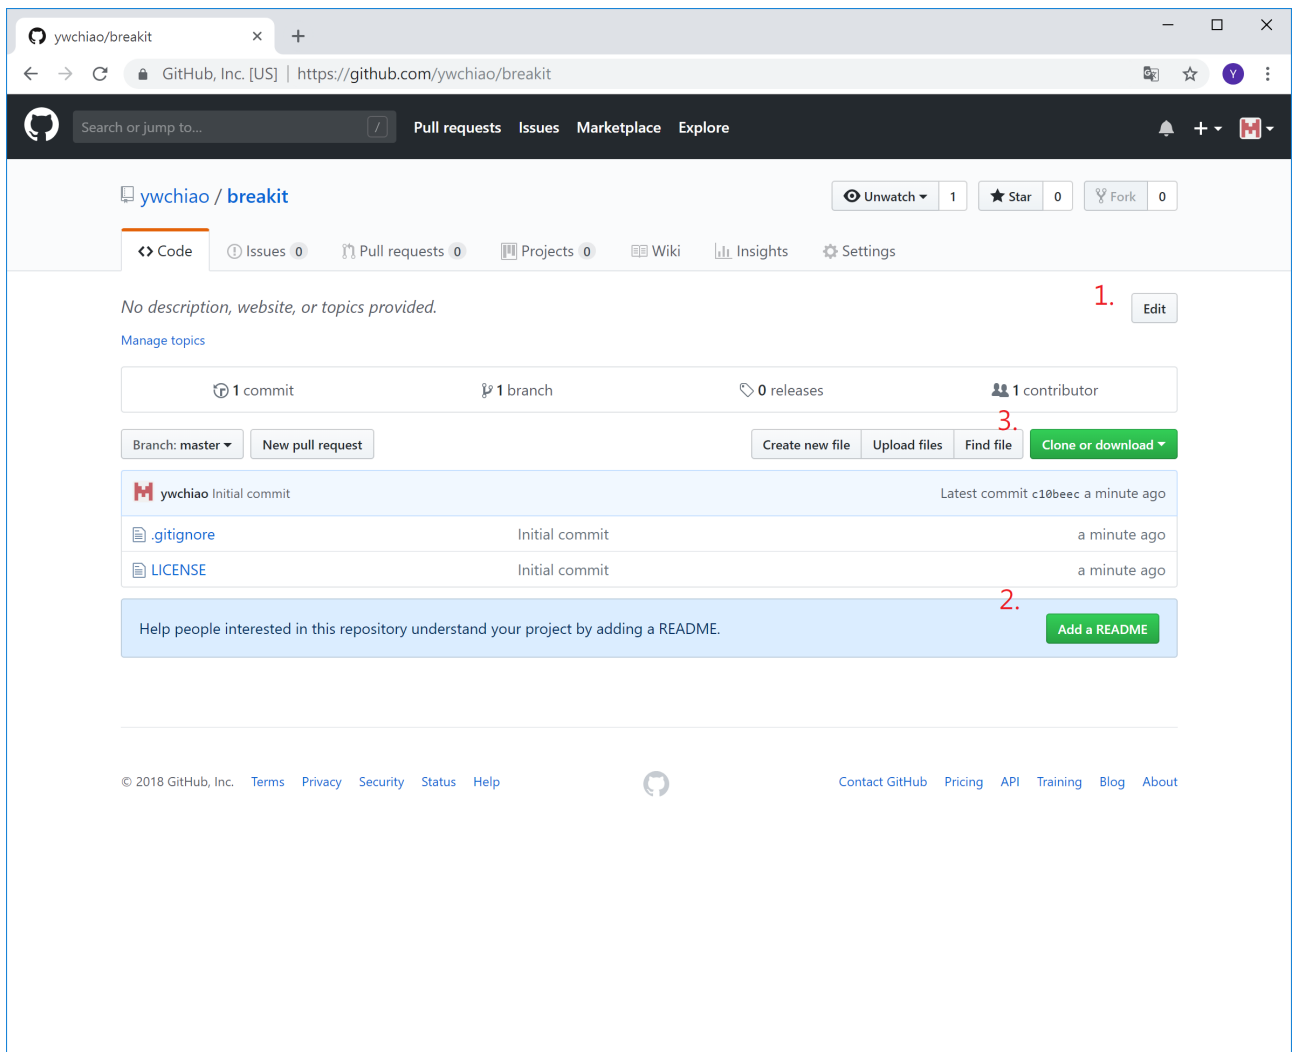 ywchiao/breakit
GitHub, Inc. [US] | https://github.com/ywchiao/breakit
Y
Search or jump to... /
Pull requests Issues Marketplace Explore
ywchiao / breakit
Unwatch 1 Star 0 Fork 0
Code Issues 0 Pull requests 0 Projects 0 Wiki Insights Settings
No description, website, or topics provided.
1.
Edit
Manage topics
1 commit 1 branch 0 releases 1 contributor
3.
Branch: master New pull request Create new file Upload files Find file Clone or download
ywchiao Initial commit Latest commit c10beec a minute ago
.gitignore Initial commit a minute ago
LICENSE Initial commit a minute ago
2.
Help people interested in this repository understand your project by adding a README. Add a README
© 2018 GitHub, Inc. Terms Privacy Security Status Help Contact GitHub Pricing API Training Blog About